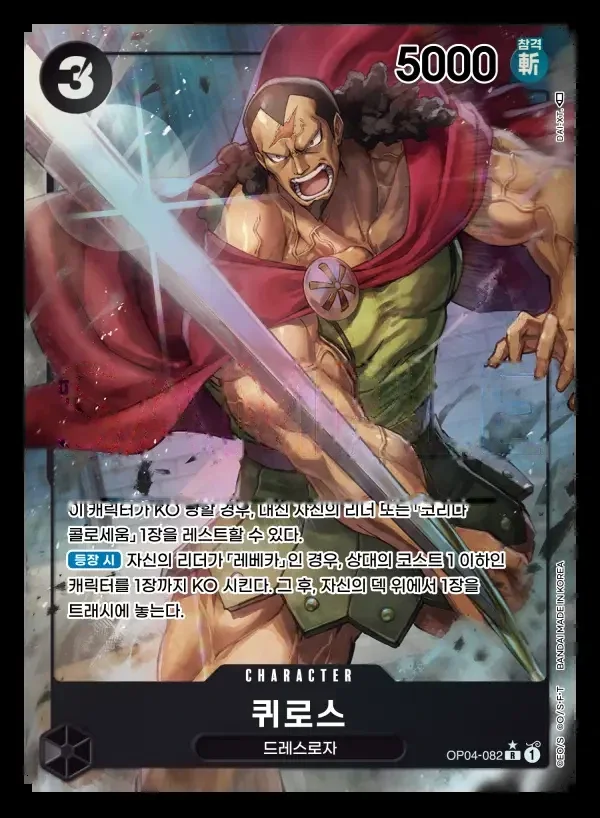 3
5000
참격
斬
이 캐릭터가 KO 당할 경우, 대신 자신의 리더 또는 「코리다
콜로세움」 1장을 레스트할 수 있다.
등장 시 자신의 리더가 「레베카」인 경우, 상대의 코스트 1 이하인
캐릭터를 1장까지 KO 시킨다. 그 후, 자신의 덱 위에서 1장을
트래시에 놓는다.
CHARACTER
퀴로스
드레스로자
OP04-082 R 1
DAI-XT.
BANDAI MADE IN KOREA
©EO/S ©O/S·F·T